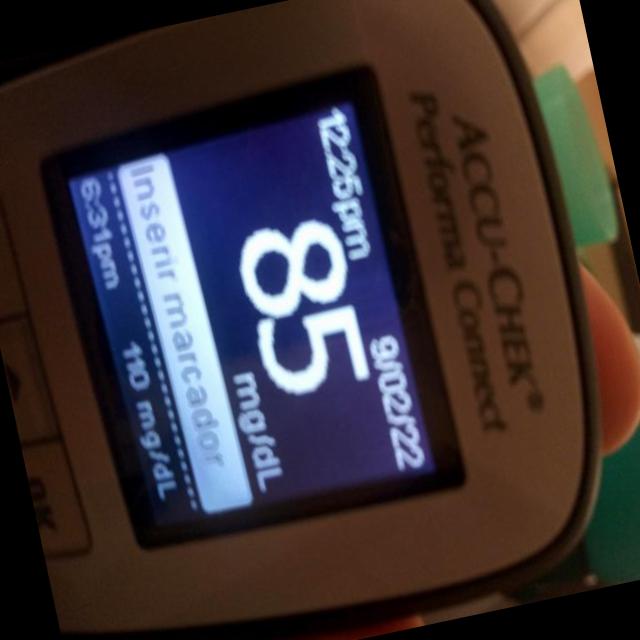 ACCU-CHEK®
Performa Connect
12:25pm 9/02/22
85 mg/dL
Inserir marcador
6:31pm 110 mg/dL
OK